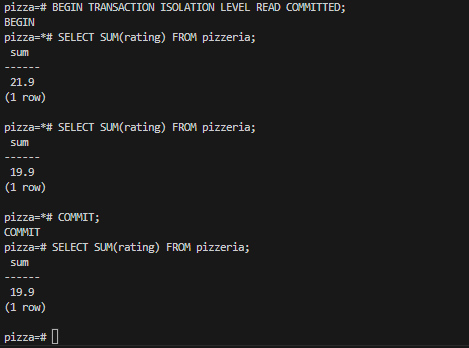 pizza=# BEGIN TRANSACTION ISOLATION LEVEL READ COMMITTED;
BEGIN
pizza=*# SELECT SUM(rating) FROM pizzeria;
 sum
------
 21.9
(1 row)

pizza=*# SELECT SUM(rating) FROM pizzeria;
 sum
------
 19.9
(1 row)

pizza=*# COMMIT;
COMMIT
pizza=# SELECT SUM(rating) FROM pizzeria;
 sum
------
 19.9
(1 row)

pizza=#